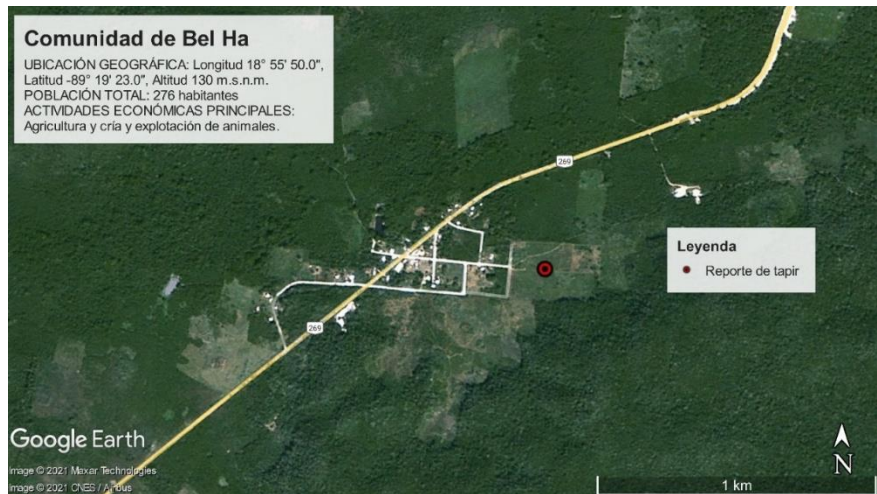 Comunidad de Bel Ha
UBICACIÓN GEOGRÁFICA: Longitud 18° 55' 50.0",
Latitud -89° 19' 23.0", Altitud 130 m.s.n.m.
POBLACIÓN TOTAL: 276 habitantes
ACTIVIDADES ECONÓMICAS PRINCIPALES:
Agricultura y cría y explotación de animales.
269
Leyenda
Reporte de tapir
269
Google Earth
Image © 2021 Maxar Technologies
Image © 2021 CNES / Airbus
N
1 km